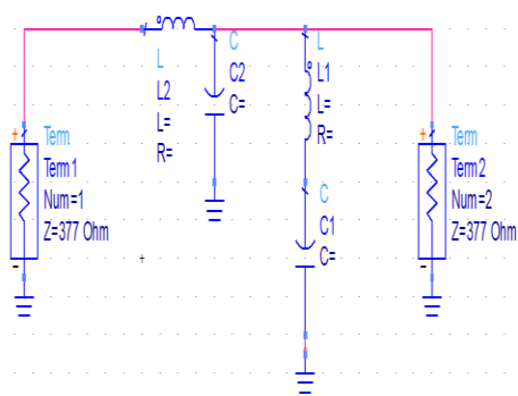 L
L2
L=
R=
C
C2
C=
L
L1
L=
R=
C
C1
C=
+
Term
Term1
Num=1
Z=377 Ohm
-
+
Term
Term2
Num=2
Z=377 Ohm
-